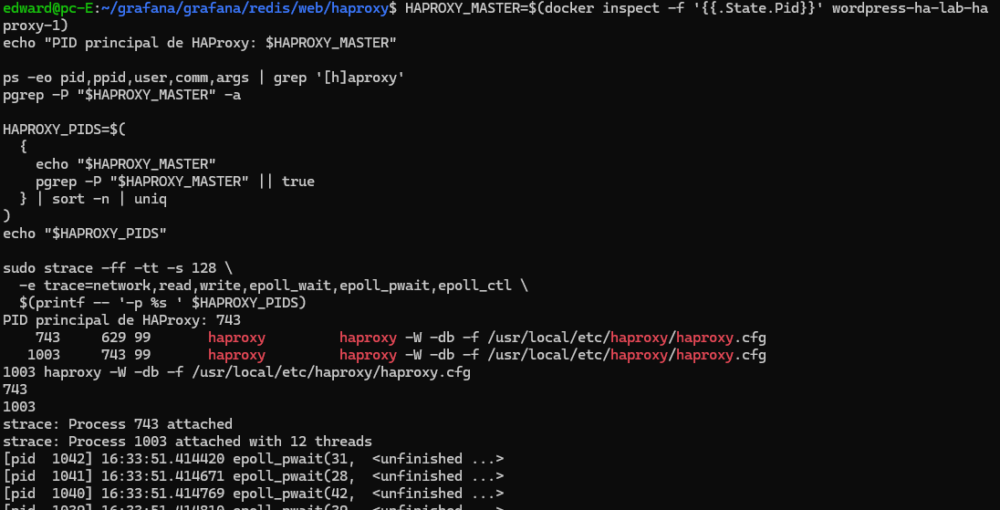 edward@pc-E:~/grafana/grafana/redis/web/haproxy$ HAPROXY_MASTER=$(docker inspect -f '{{.State.Pid}}' wordpress-ha-lab-ha
proxy-1)
echo "PID principal de HAProxy: $HAPROXY_MASTER"
ps -eo pid,ppid,user,comm,args | grep '[h]aproxy'
pgrep -P "$HAPROXY_MASTER" -a
HAPROXY_PIDS=$(
  {
    echo "$HAPROXY_MASTER"
    pgrep -P "$HAPROXY_MASTER" || true
  } | sort -n | uniq
)
echo "$HAPROXY_PIDS"
sudo strace -ff -tt -s 128 \
  -e trace=network,read,write,epoll_wait,epoll_pwait,epoll_ctl \
  $(printf -- '-p %s ' $HAPROXY_PIDS)
PID principal de HAProxy: 743
    743     629 99       haproxy         haproxy -W -db -f /usr/local/etc/haproxy/haproxy.cfg
   1003     743 99       haproxy         haproxy -W -db -f /usr/local/etc/haproxy/haproxy.cfg
1003 haproxy -W -db -f /usr/local/etc/haproxy/haproxy.cfg
743
1003
strace: Process 743 attached
strace: Process 1003 attached with 12 threads
[pid  1042] 16:33:51.414420 epoll_pwait(31,  <unfinished ...>
[pid  1041] 16:33:51.414671 epoll_pwait(28,  <unfinished ...>
[pid  1040] 16:33:51.414769 epoll_pwait(42,  <unfinished ...>